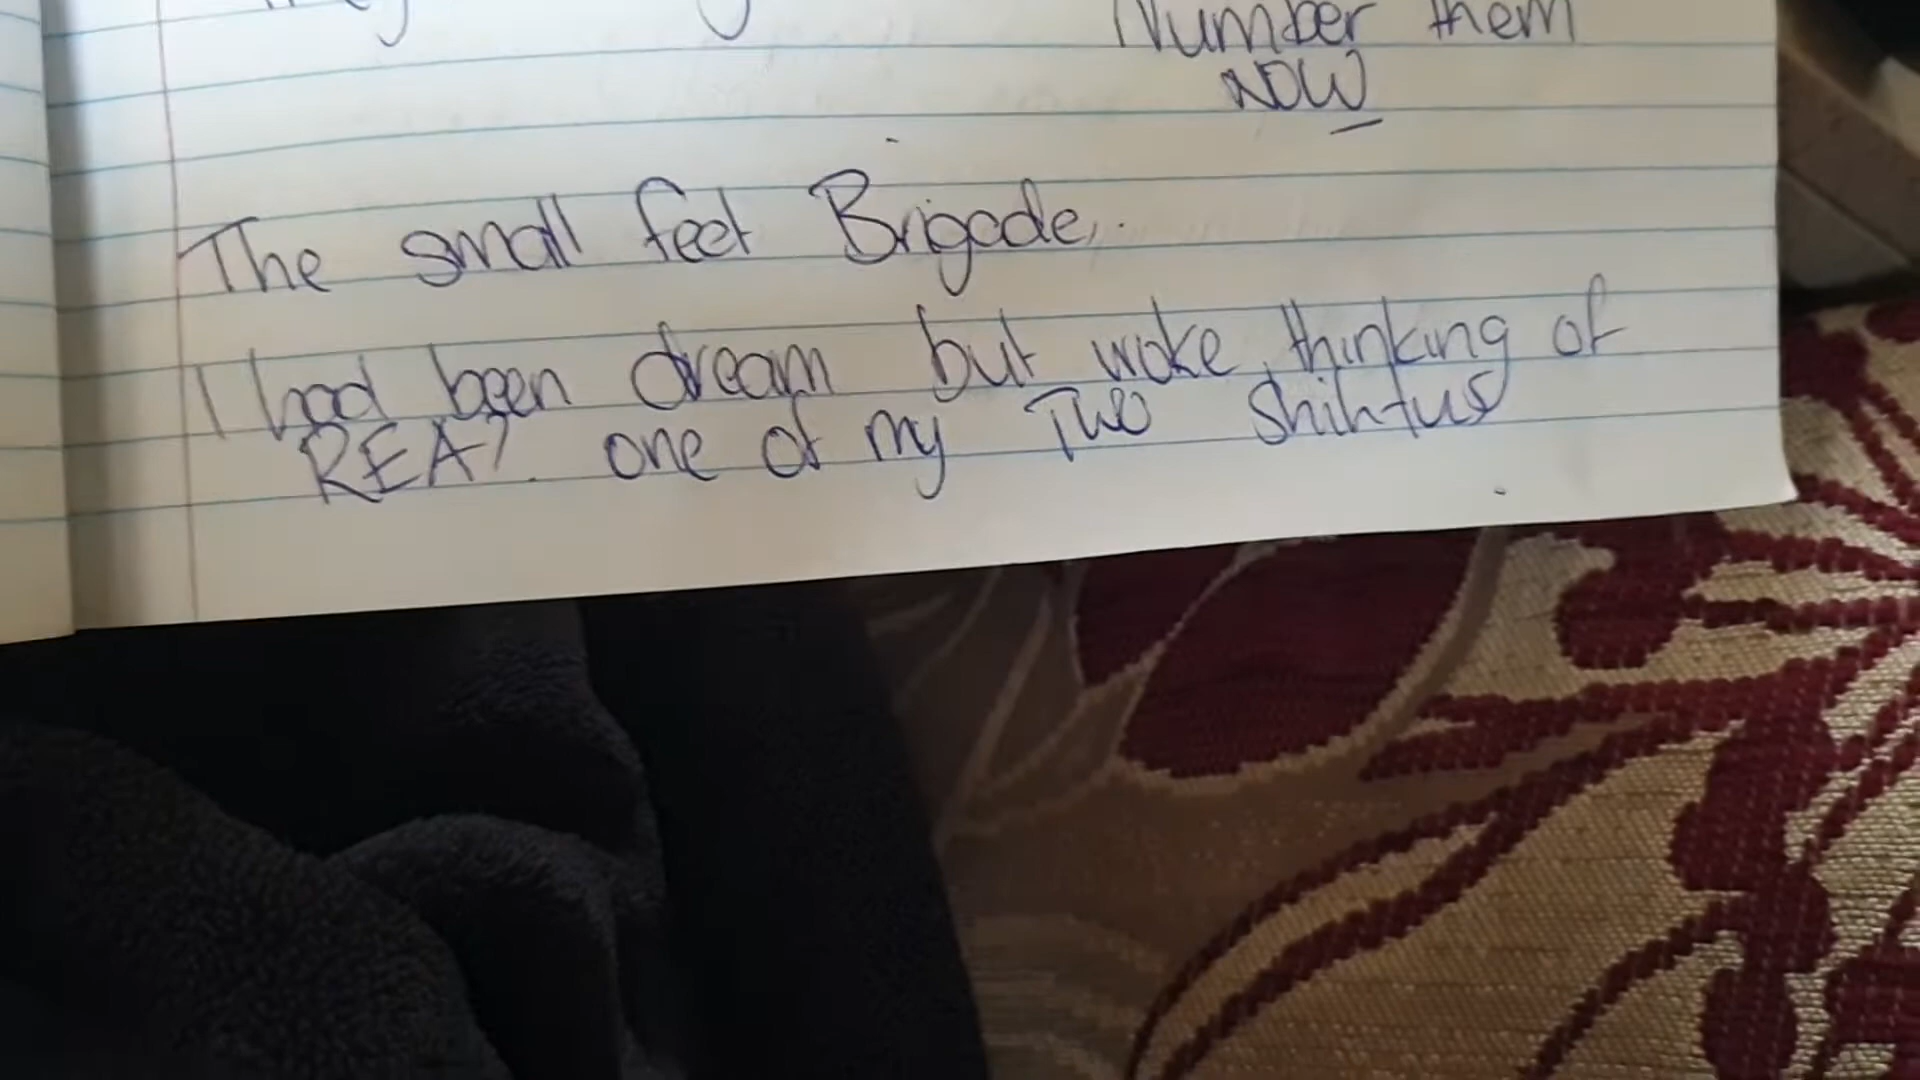 Number them
NOW
The small feet Brigade,.
I had been dream but woke, thinking of
REA?. one of my Two Shihtus